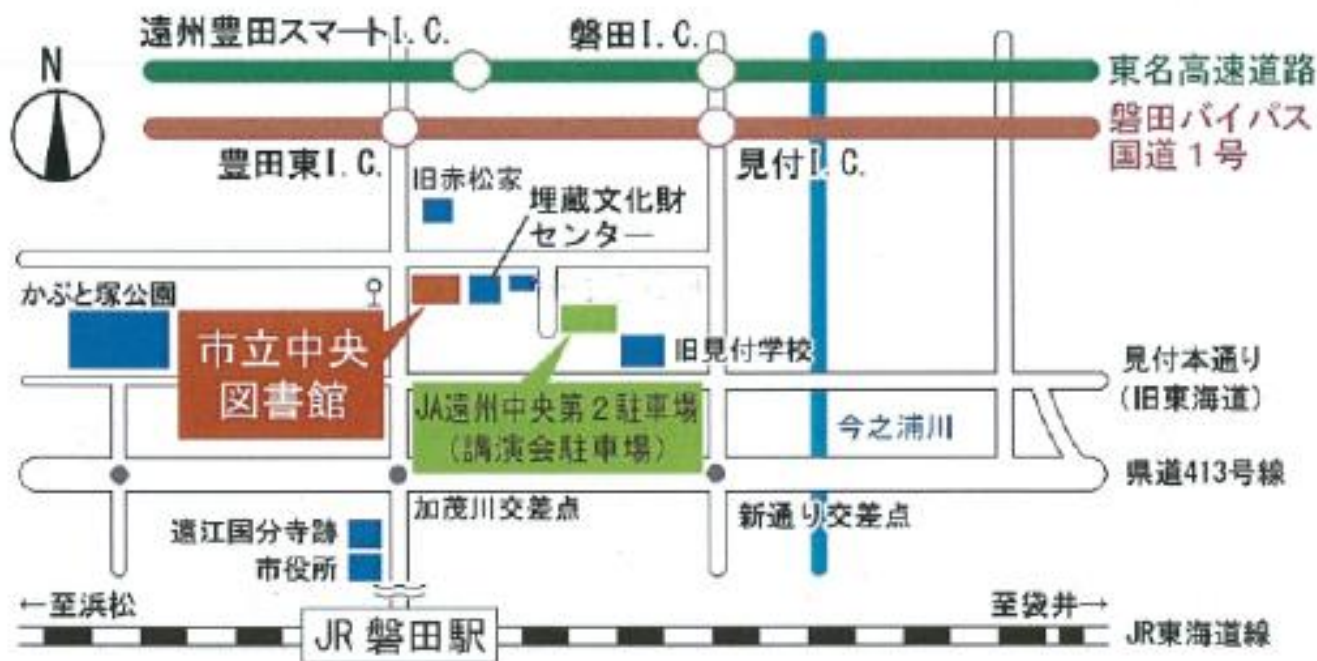 遠州豊田スマートI.C.
磐田I.C.
N
東名高速道路
磐田バイパス
国道1号
豊田東I.C.
見付I.C.
旧赤松家
埋蔵文化財
センター
かぶと塚公園
市立中央
図書館
旧見付学校
見付本通り
(旧東海道)
JA遠州中央第2駐車場
(講演会駐車場)
今之浦川
県道413号線
加茂川交差点
新通り交差点
遠江国分寺跡
市役所
←至浜松
至袋井→
JR磐田駅
JR東海道線